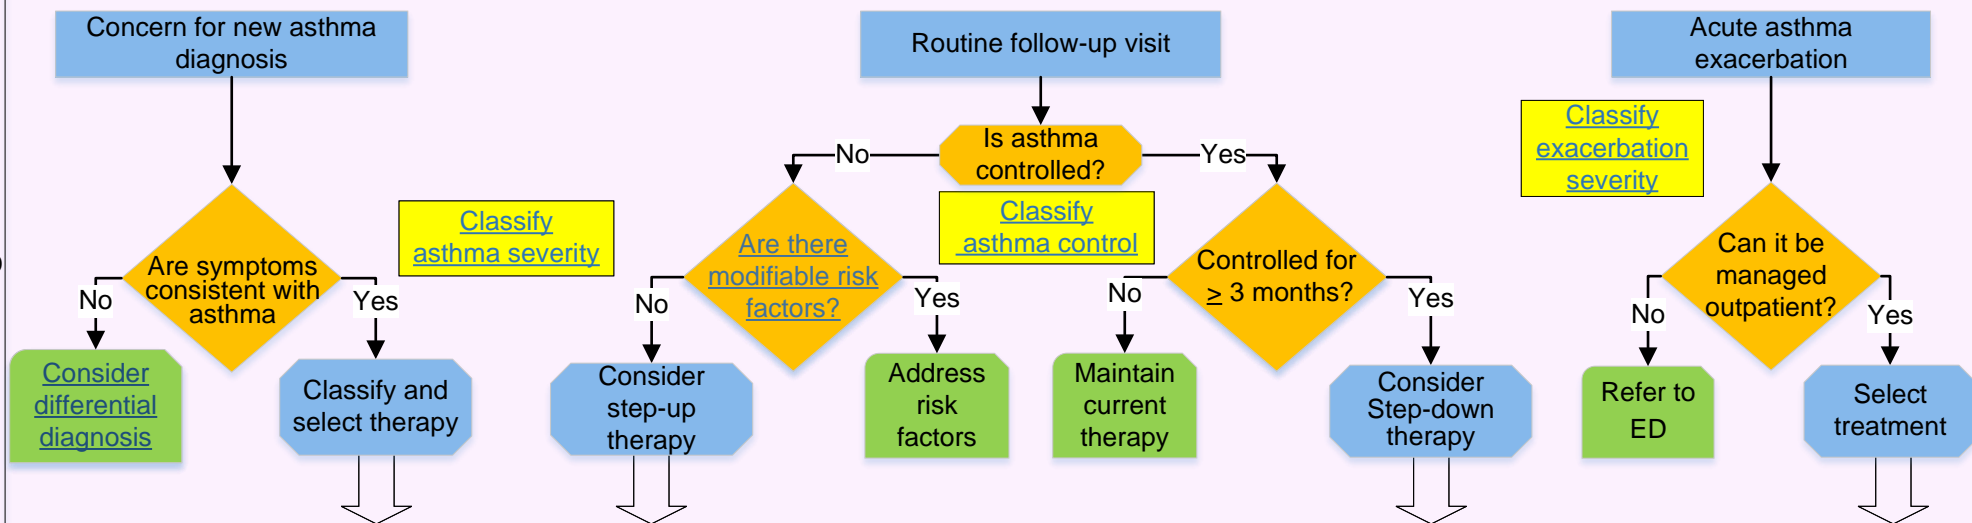 Concern for new asthma
diagnosis
Are symptoms
consistent with
asthma
No
Yes
Consider
differential
diagnosis
Classify and
select therapy
Classify
asthma severity
Routine follow-up visit
Is asthma
controlled?
No
Yes
Classify
asthma control
Are there
modifiable risk
factors?
No
Yes
Consider
step-up
therapy
Address
risk
factors
Controlled for
≥ 3 months?
No
Yes
Maintain
current
therapy
Consider
Step-down
therapy
Acute asthma
exacerbation
Classify
exacerbation
severity
Can it be
managed
outpatient?
No
Yes
Refer to
ED
Select
treatment